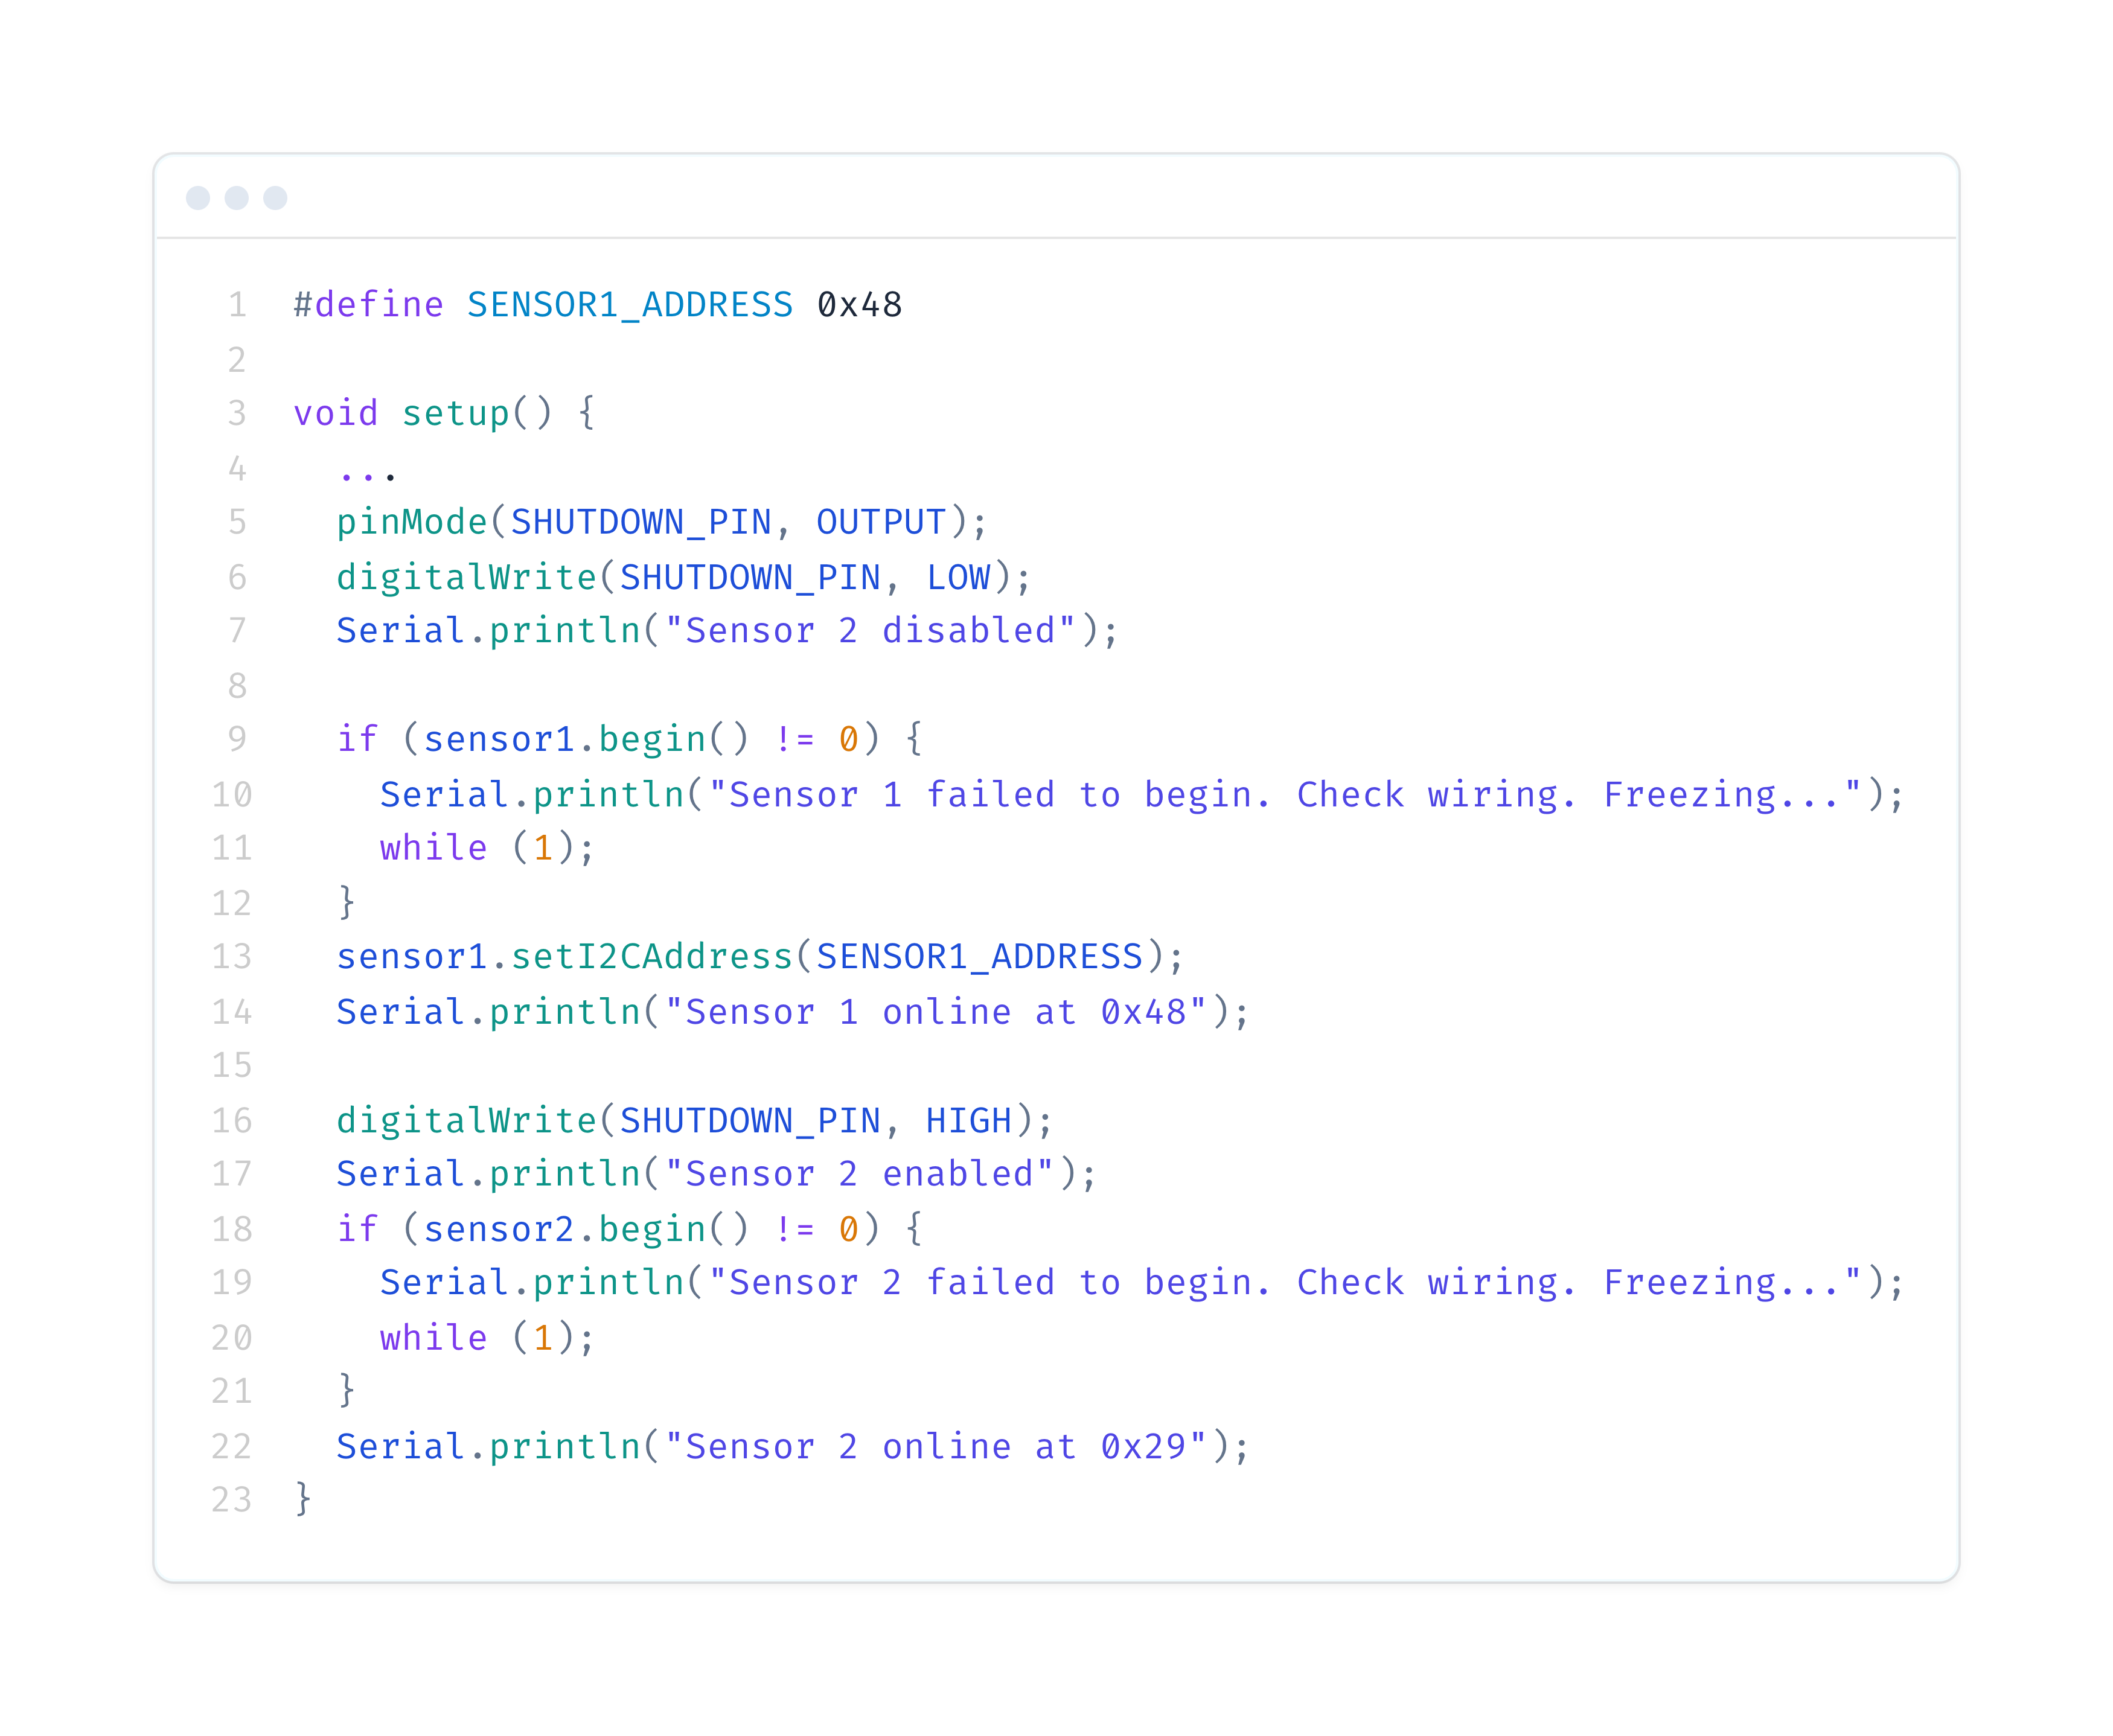 1 #define SENSOR1_ADDRESS 0x48
2
3 void setup() {
4   ...
5   pinMode(SHUTDOWN_PIN, OUTPUT);
6   digitalWrite(SHUTDOWN_PIN, LOW);
7   Serial.println("Sensor 2 disabled");
8
9   if (sensor1.begin() != 0) {
10     Serial.println("Sensor 1 failed to begin. Check wiring. Freezing...");
11     while (1);
12   }
13   sensor1.setI2CAddress(SENSOR1_ADDRESS);
14   Serial.println("Sensor 1 online at 0x48");
15
16   digitalWrite(SHUTDOWN_PIN, HIGH);
17   Serial.println("Sensor 2 enabled");
18   if (sensor2.begin() != 0) {
19     Serial.println("Sensor 2 failed to begin. Check wiring. Freezing...");
20     while (1);
21   }
22   Serial.println("Sensor 2 online at 0x29");
23 }